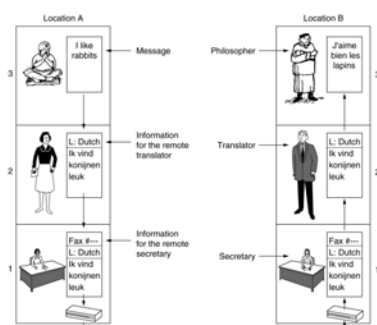 Location A
Location B
I like
rabbits
Message
Philosopher
J'aime
bien les
lapins
3
3
L: Dutch
Ik vind
konijnen
leuk
Information
for the remote
translator
Translator
L: Dutch
Ik vind
konijnen
leuk
2
2
Fax #---
L: Dutch
Ik vind
konijnen
leuk
Information
for the remote
secretary
Secretary
Fax #---
L: Dutch
Ik vind
konijnen
leuk
1